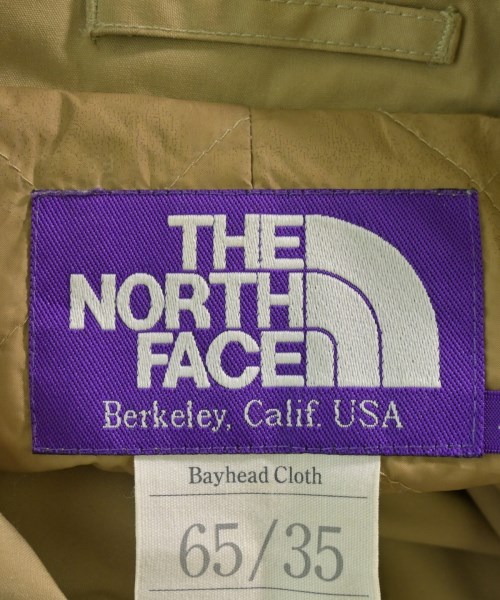 THE
NORTH
FACE
Berkeley, Calif. USA
Bayhead Cloth
65/35